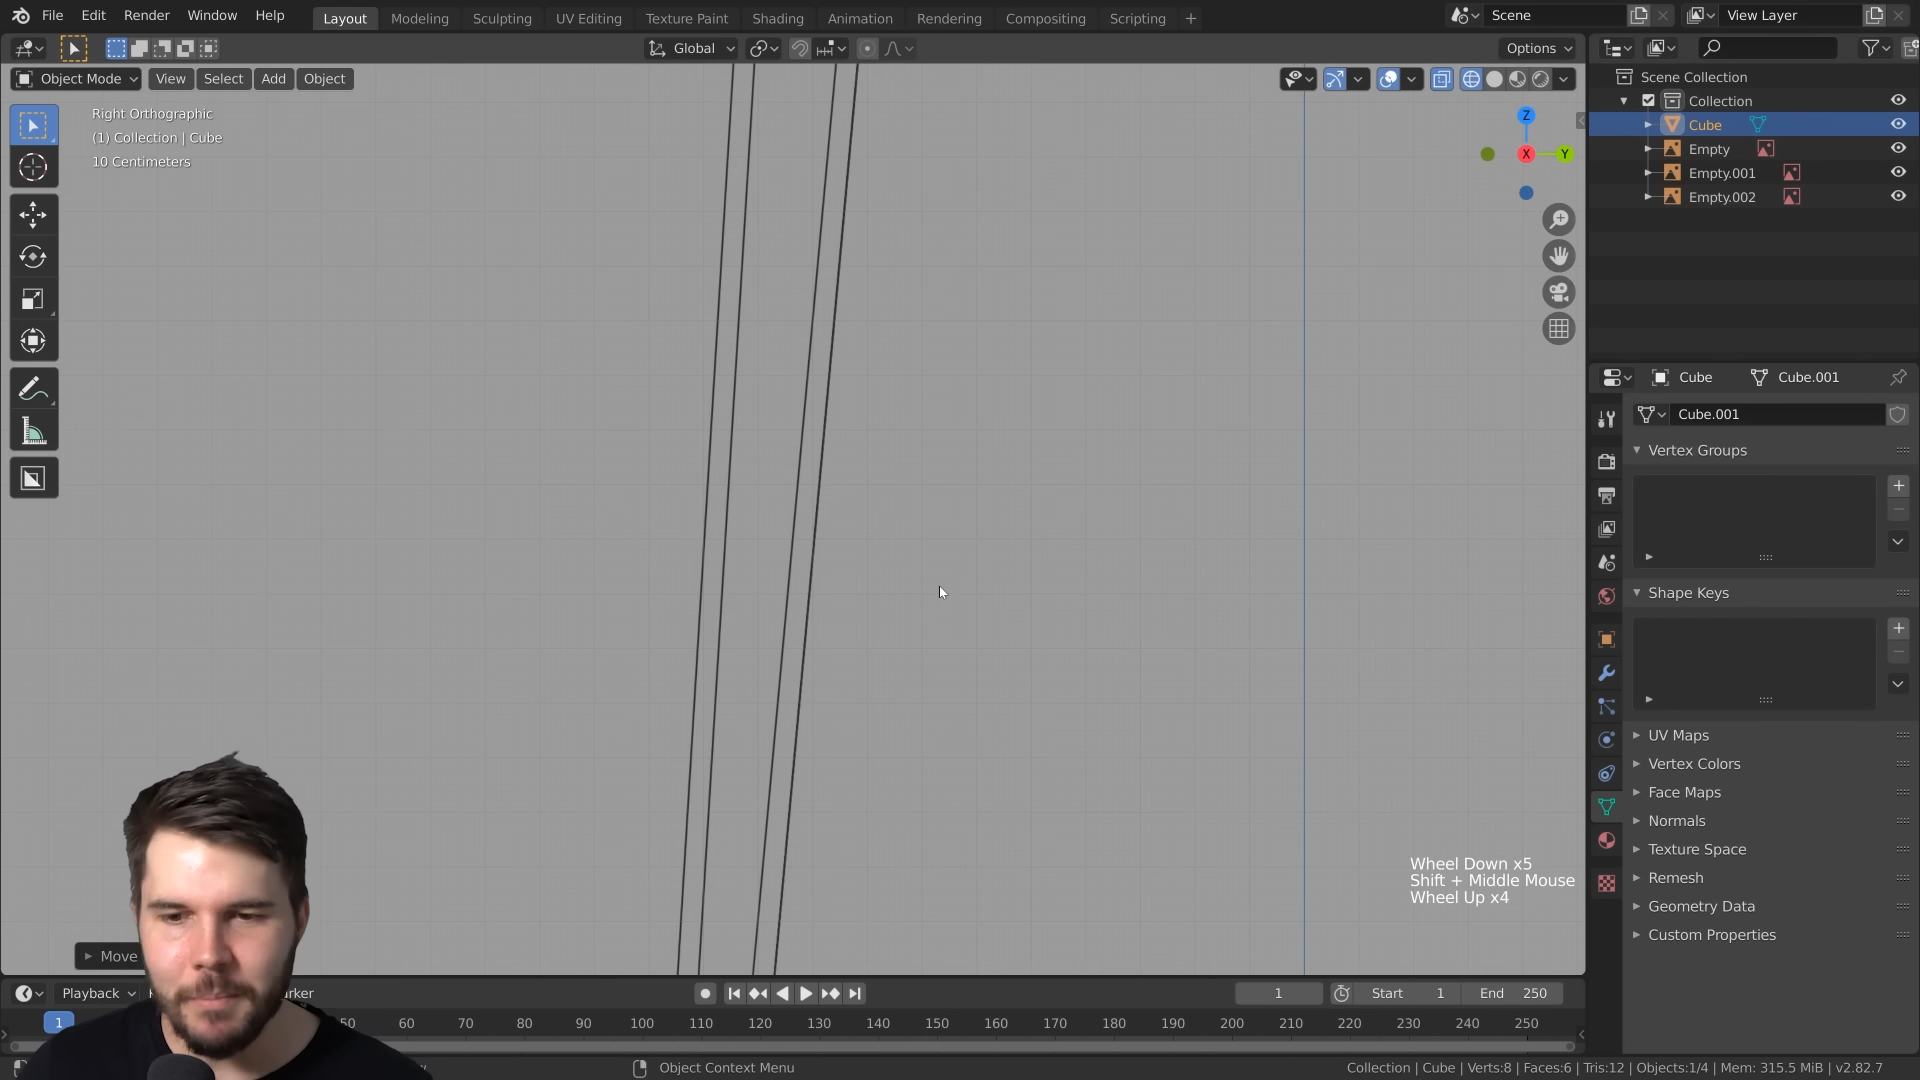 File Edit Render Window Help Layout Modeling Sculpting UV Editing Texture Paint Shading Animation Rendering Compositing Scripting + Scene View Layer
Global Options
Object Mode View Select Add Object
Right Orthographic
(1) Collection | Cube
10 Centimeters
Z
X
Y
Scene Collection
Collection
Cube
Empty
Empty.001
Empty.002
Cube Cube.001
Cube.001
Vertex Groups
Shape Keys
UV Maps
Vertex Colors
Face Maps
Normals
Texture Space
Remesh
Geometry Data
Custom Properties
Wheel Down x5
Shift + Middle Mouse
Wheel Up x4
Move
Playback arker 1 Start 1 End 250
1 50 60 70 80 90 100 110 120 130 140 150 160 170 180 190 200 210 220 230 240 250
Object Context Menu Collection | Cube | Verts:8 | Faces:6 | Tris:12 | Objects:1/4 | Mem: 315.5 MiB | v2.82.7